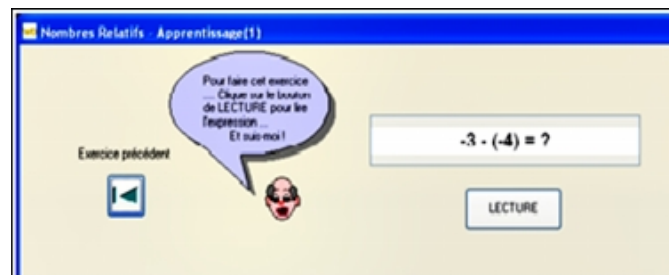 Nombres Relatifs - Apprentissage(1)
Pour faire cet exercice
.... Clique sur le bouton
de LECTURE pour lire
l'expression ...
Et suis-moi !
Exercice précédent
-3 - (-4) = ?
LECTURE